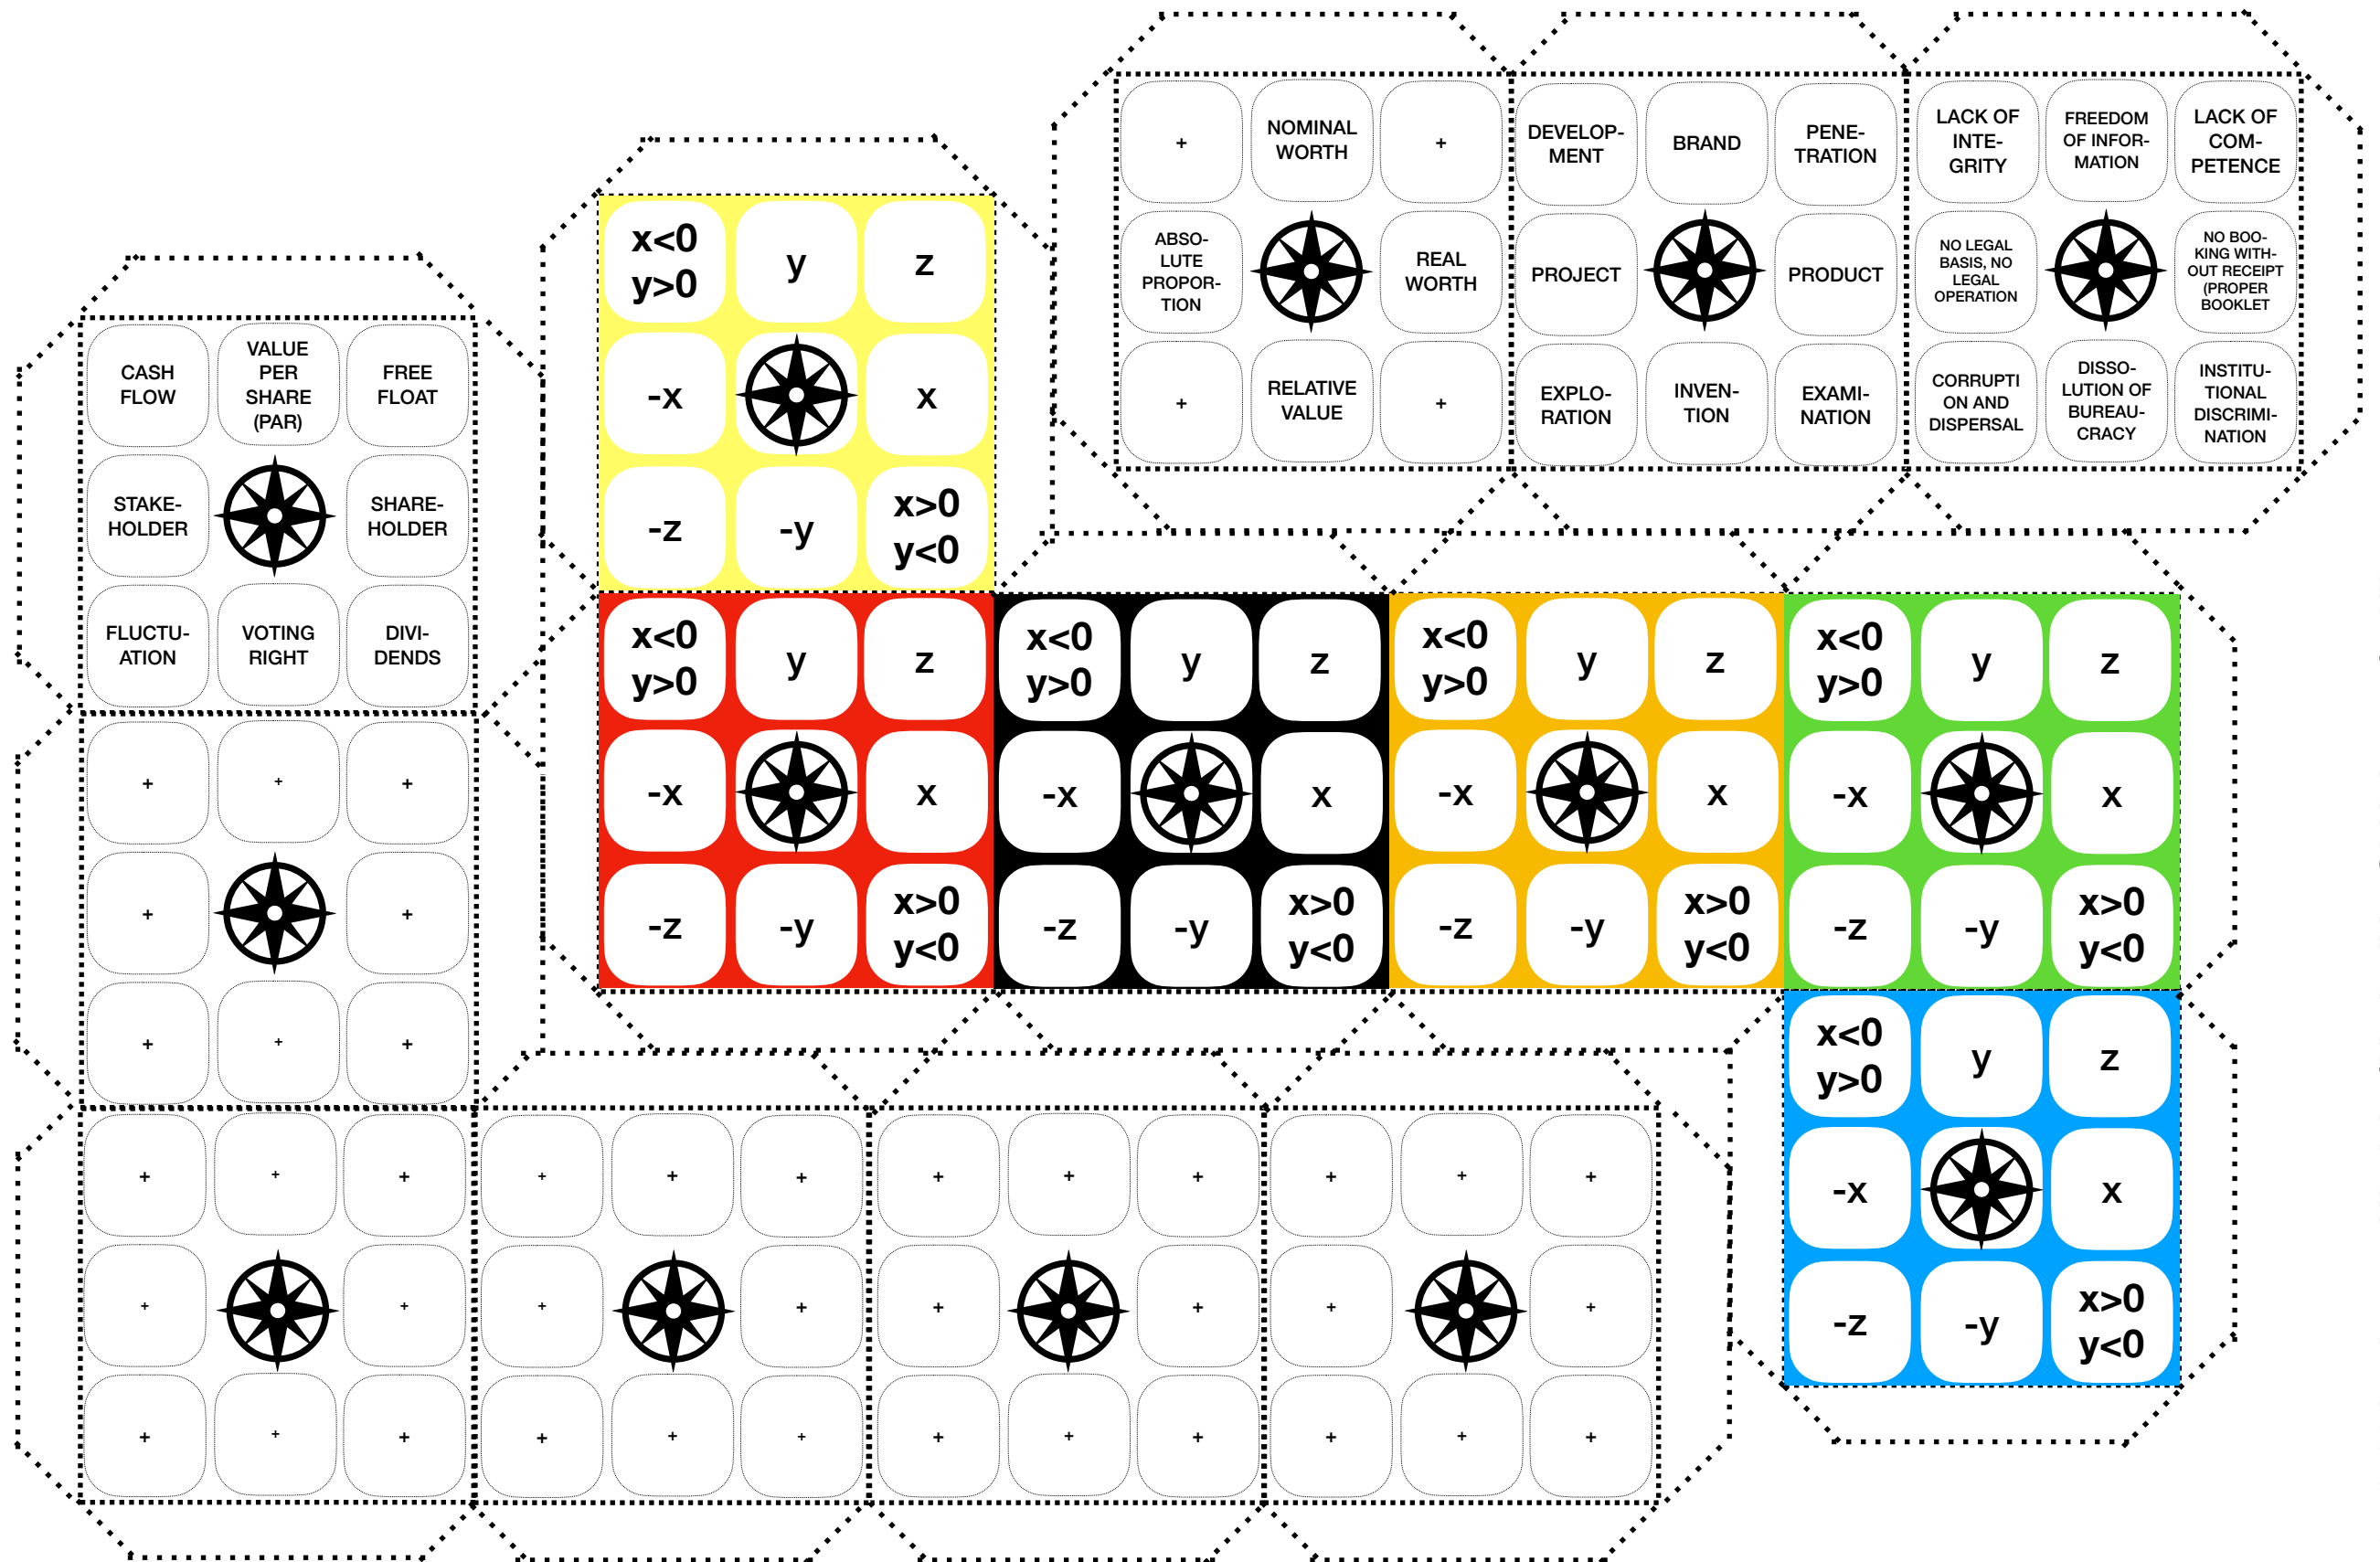 +
NOMINAL
WORTH
+
ABSO-
LUTE
PROPOR-
TION
REAL
WORTH
+
RELATIVE
VALUE
+
DEVELOP-
MENT
BRAND
PENE-
TRATION
PROJECT
PRODUCT
EXPLO-
RATION
INVEN-
TION
EXAMI-
NATION
LACK OF
INTE-
GRITY
FREEDOM
OF INFOR-
MATION
LACK OF
COM-
PETENCE
NO LEGAL
BASIS, NO
LEGAL
OPERATION
NO BOO-
KING WITH-
OUT RECEIPT
(PROPER
BOOKLET
CORRUPTI
ON AND
DISPERSAL
DISSO-
LUTION OF
BUREAU-
CRACY
INSTITU-
TIONAL
DISCRIMI-
NATION
x<0
y>0
y
z
-x
x
-z
-y
x>0
y<0
CASH
FLOW
VALUE
PER
SHARE
(PAR)
FREE
FLOAT
STAKE-
HOLDER
SHARE-
HOLDER
FLUCTU-
ATION
VOTING
RIGHT
DIVI-
DENDS
x<0
y>0
y
z
-x
x
-z
-y
x>0
y<0
x<0
y>0
y
z
-x
x
-z
-y
x>0
y<0
x<0
y>0
y
z
-x
x
-z
-y
x>0
y<0
x<0
y>0
y
z
-x
x
-z
-y
x>0
y<0
+ + +
+ +
+ + +
x<0
y>0
y
z
-x
x
-z
-y
x>0
y<0
+ + + + + + + + + + + +
+ + + + + + + +
+ + + + + + + + + + + +